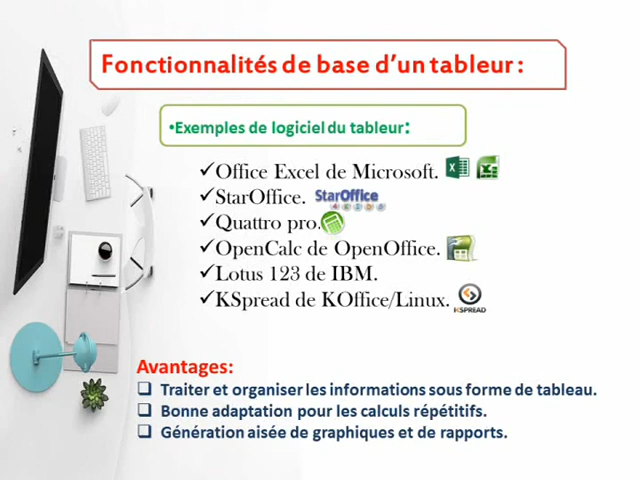 Fonctionnalités de base d'un tableur :
•Exemples de logiciel du tableur:
✓Office Excel de Microsoft.
✓StarOffice. StarOffice
✓Quattro pro.
✓OpenCalc de OpenOffice.
✓Lotus 123 de IBM.
✓KSpread de KOffice/Linux. KSPREAD
Avantages:
❑ Traiter et organiser les informations sous forme de tableau.
❑ Bonne adaptation pour les calculs répétitifs.
❑ Génération aisée de graphiques et de rapports.